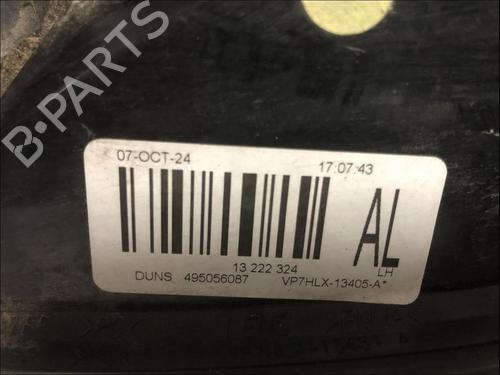 B-PARTS
07-OCT-24 17:07:43
AL
LH
13 222 324
DUNS 495056087 VP7HLX-13405-A*